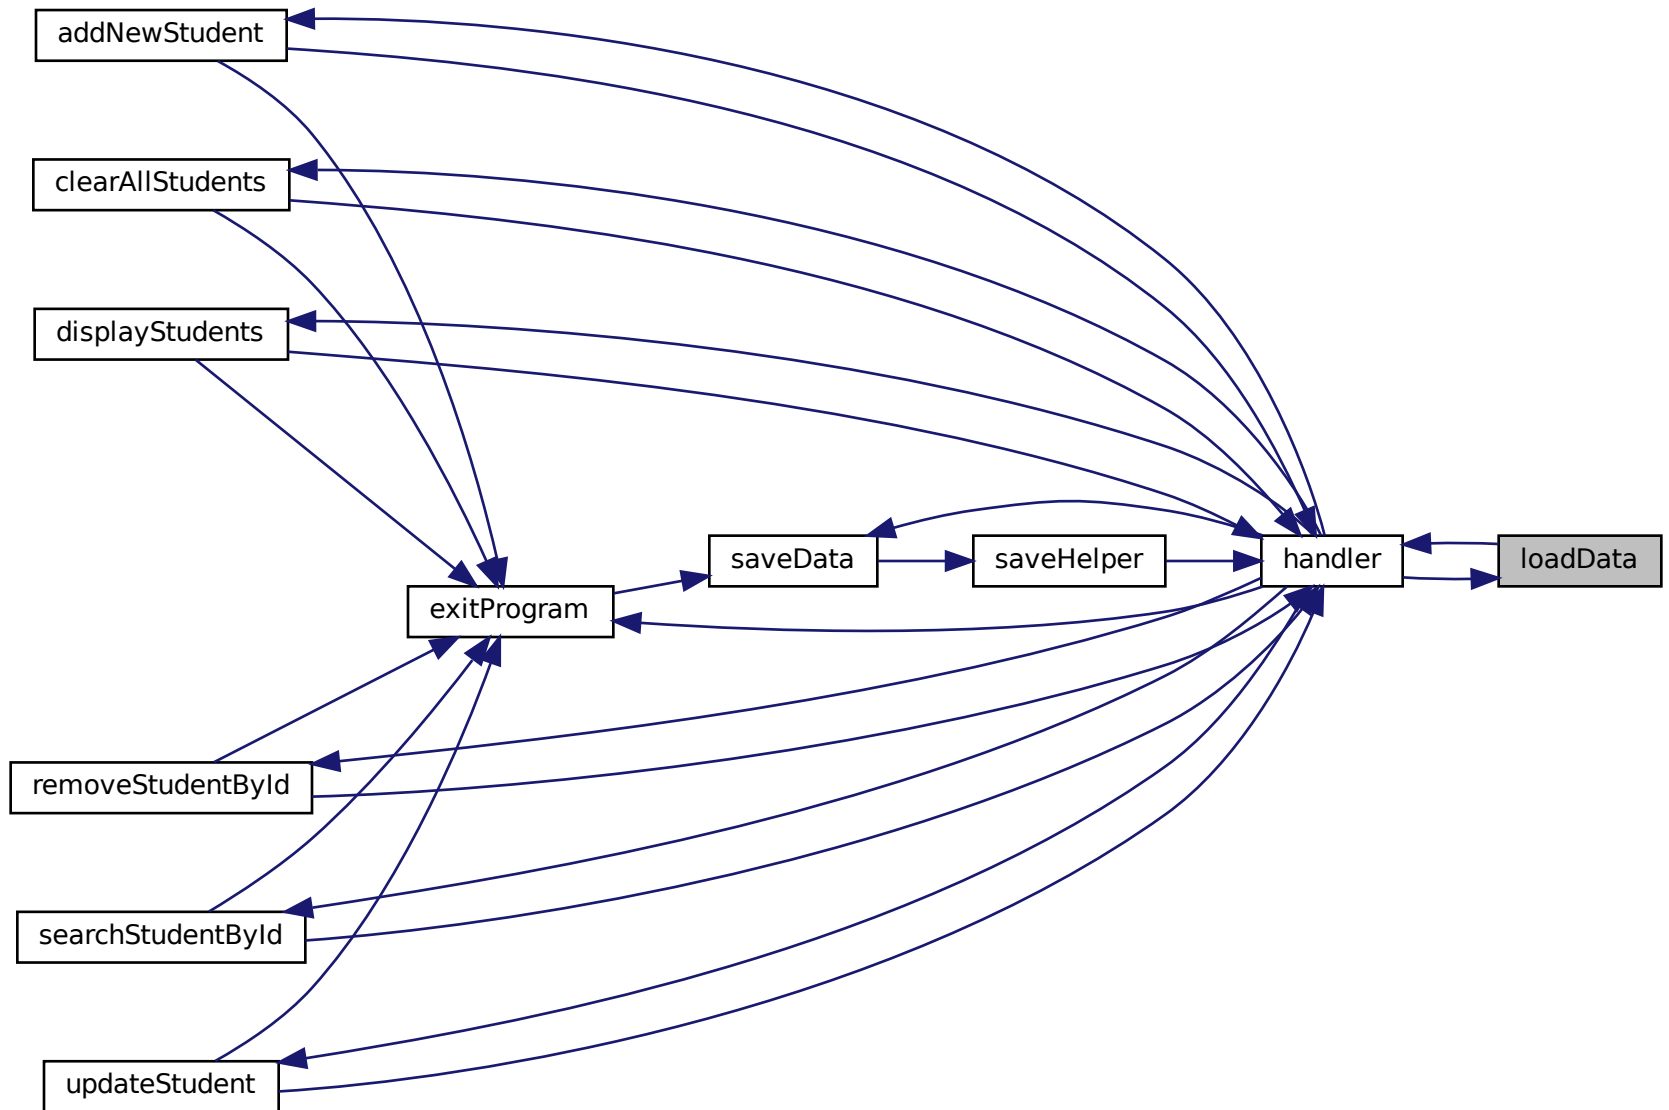 addNewStudent
clearAllStudents
displayStudents
saveData
saveHelper
handler
loadData
exitProgram
removeStudentById
searchStudentById
updateStudent